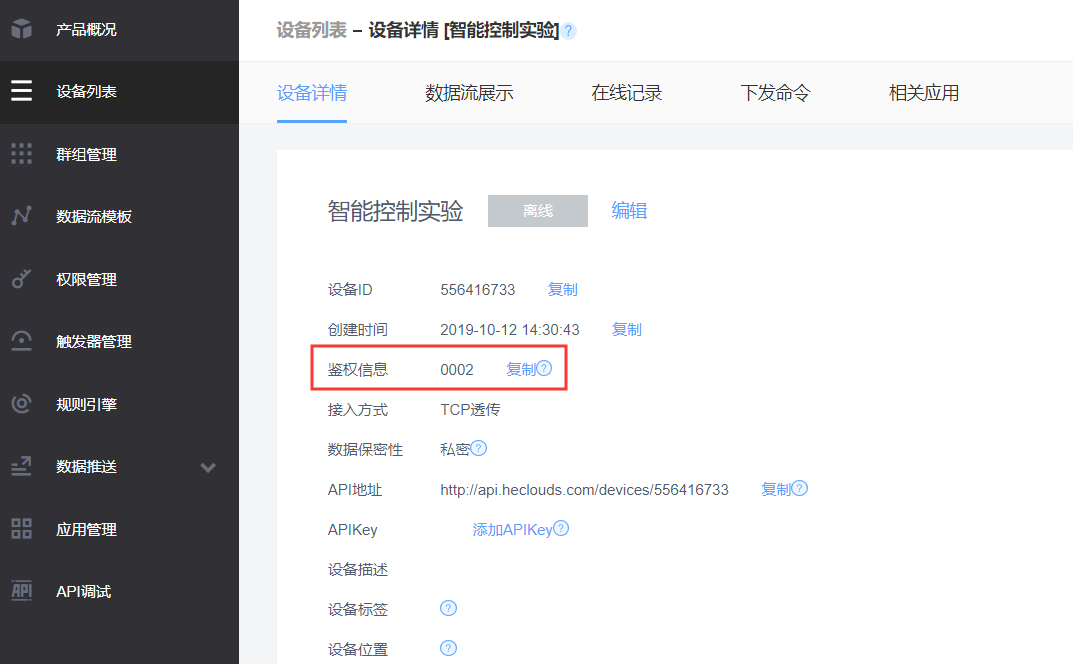 产品概况
设备列表
群组管理
数据流模板
权限管理
触发器管理
规则引擎
数据推送
应用管理
API调试
设备列表 – 设备详情 [智能控制实验] ?
设备详情 数据流展示 在线记录 下发命令 相关应用
智能控制实验 离线 编辑
设备ID 556416733 复制
创建时间 2019-10-12 14:30:43 复制
鉴权信息 0002 复制 ?
接入方式 TCP透传
数据保密性 私密 ?
API地址 http://api.heclouds.com/devices/556416733 复制 ?
APIKey 添加APIKey ?
设备描述
设备标签 ?
设备位置 ?